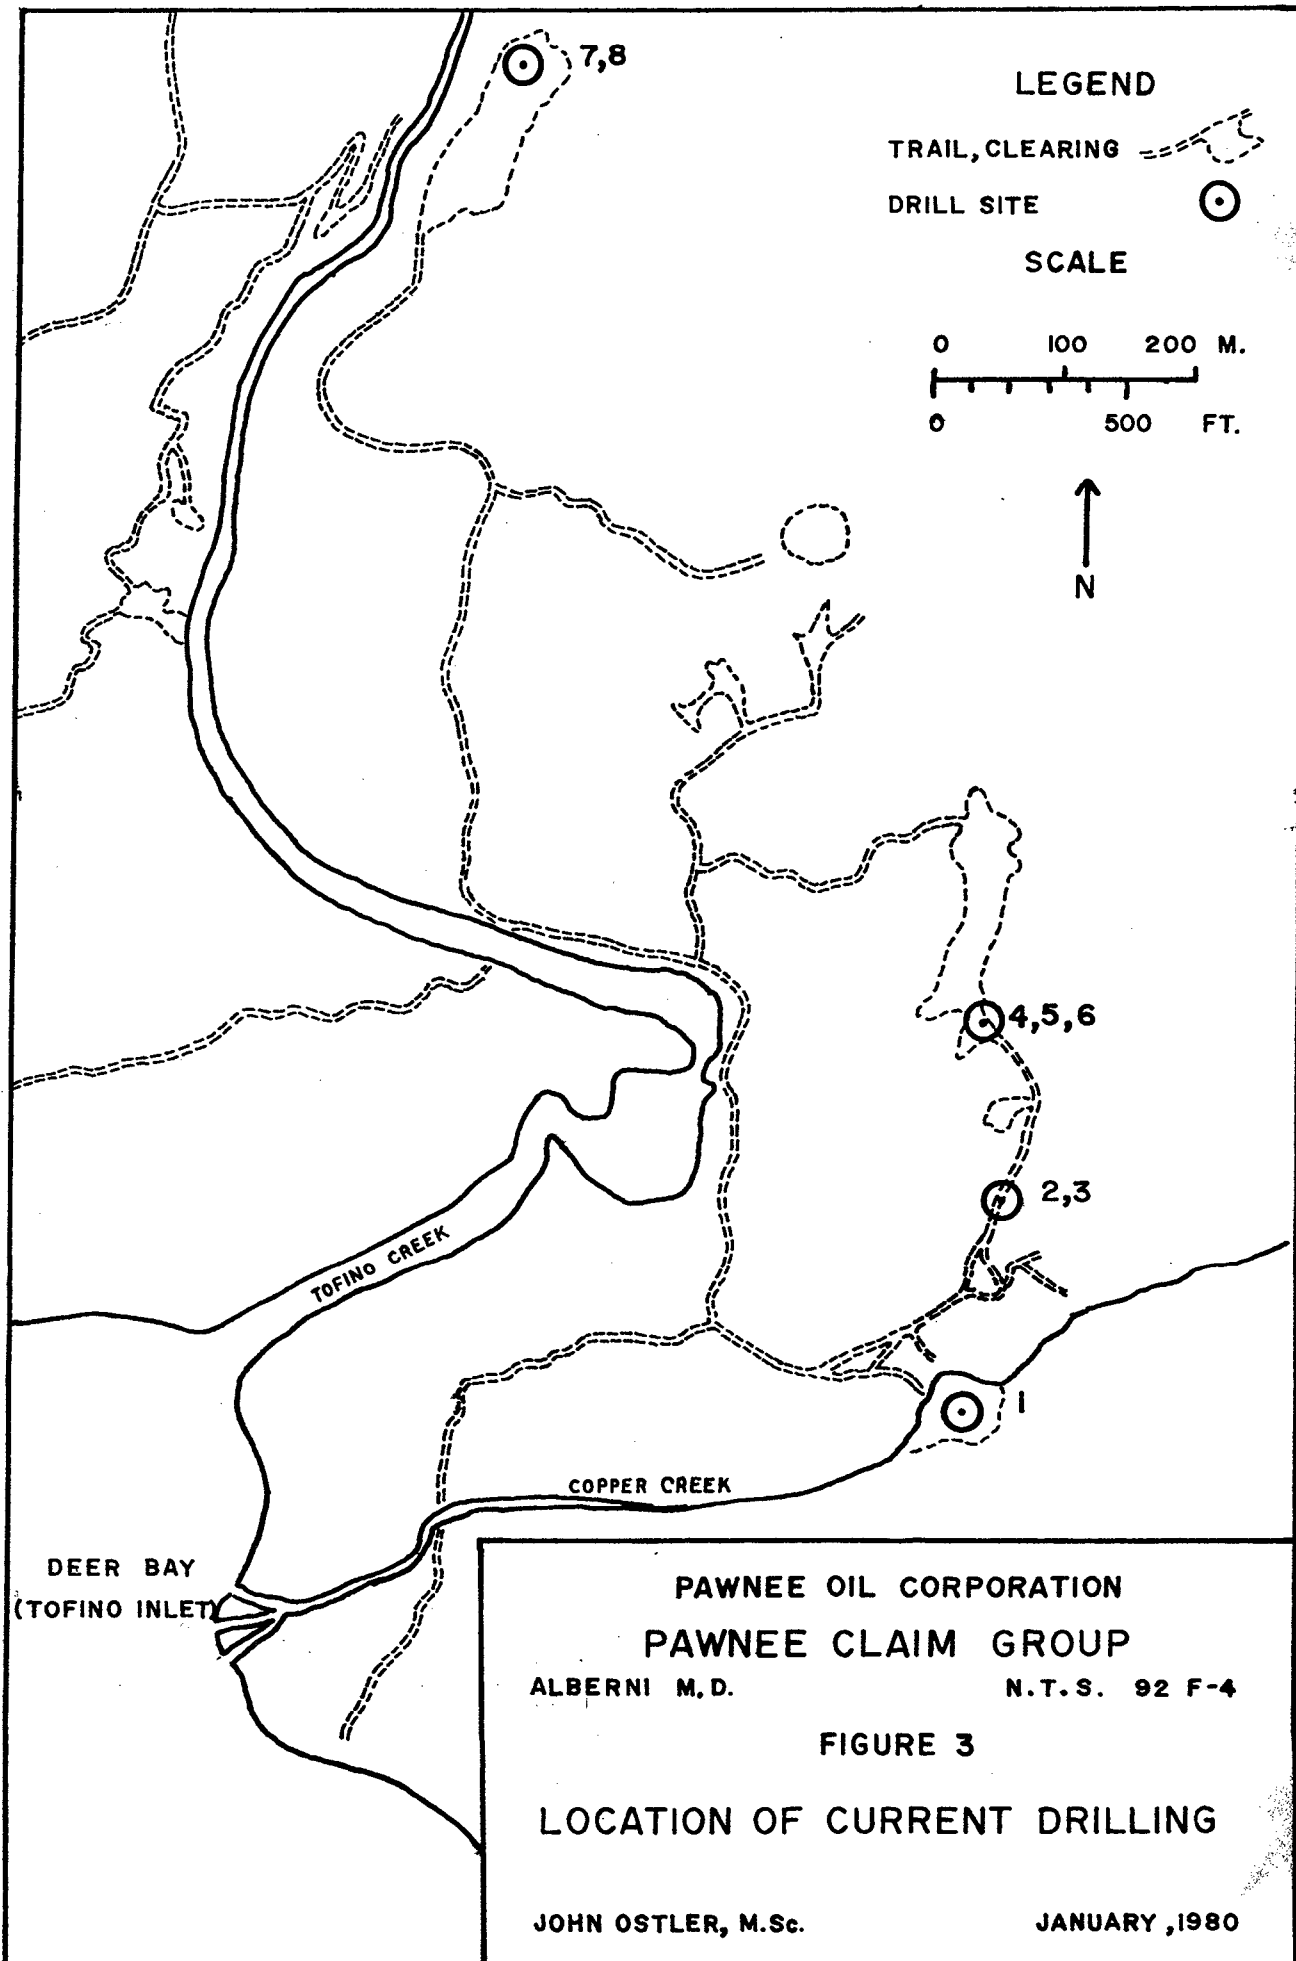 7,8
LEGEND
TRAIL, CLEARING
DRILL SITE
SCALE
0 100 200 M.
0 500 FT.
N
4,5,6
2,3
TOFINO CREEK
1
COPPER CREEK
DEER BAY
(TOFINO INLET)
PAWNEE OIL CORPORATION
PAWNEE CLAIM GROUP
ALBERNI M.D. N.T.S. 92 F-4
FIGURE 3
LOCATION OF CURRENT DRILLING
JOHN OSTLER, M.Sc. JANUARY, 1980